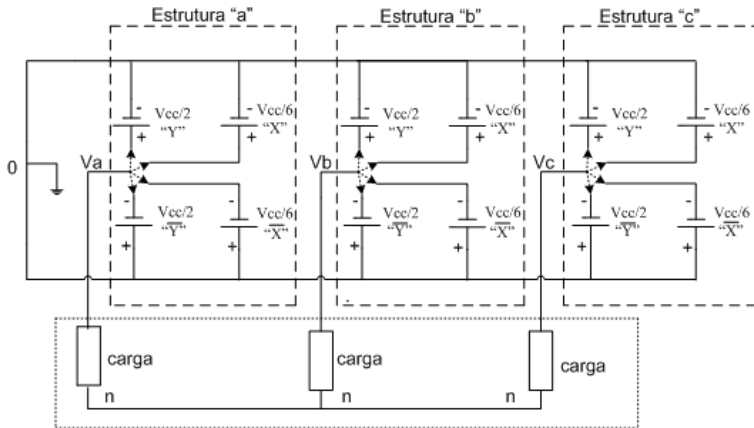 Estrutura “a”
Estrutura “b”
Estrutura “c”
- Vcc/2 “Y” +
- Vcc/6 “X” +
- Vcc/2 “Y” +
- Vcc/6 “X” +
- Vcc/2 “Y” +
- Vcc/6 “X” +
0
Va
Vb
Vc
- Vcc/2 “Y̅” +
- Vcc/6 “X̅” +
- Vcc/2 “Y̅” +
- Vcc/6 “X̅” +
- Vcc/2 “Y̅” +
- Vcc/6 “X̅” +
carga
carga
carga
n
n
n